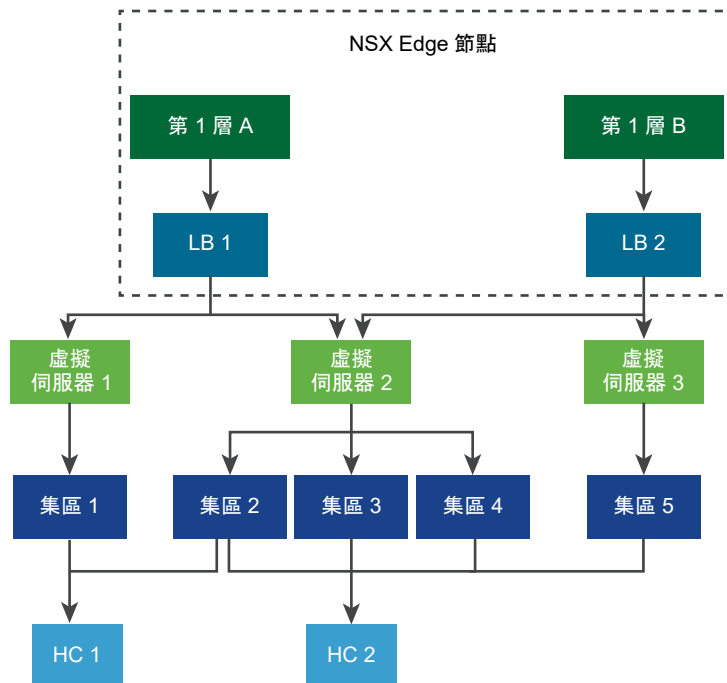 NSX Edge 節點
第 1 層 A
第 1 層 B
LB 1
LB 2
虛擬
伺服器 1
虛擬
伺服器 2
虛擬
伺服器 3
集區 1
集區 2
集區 3
集區 4
集區 5
HC 1
HC 2